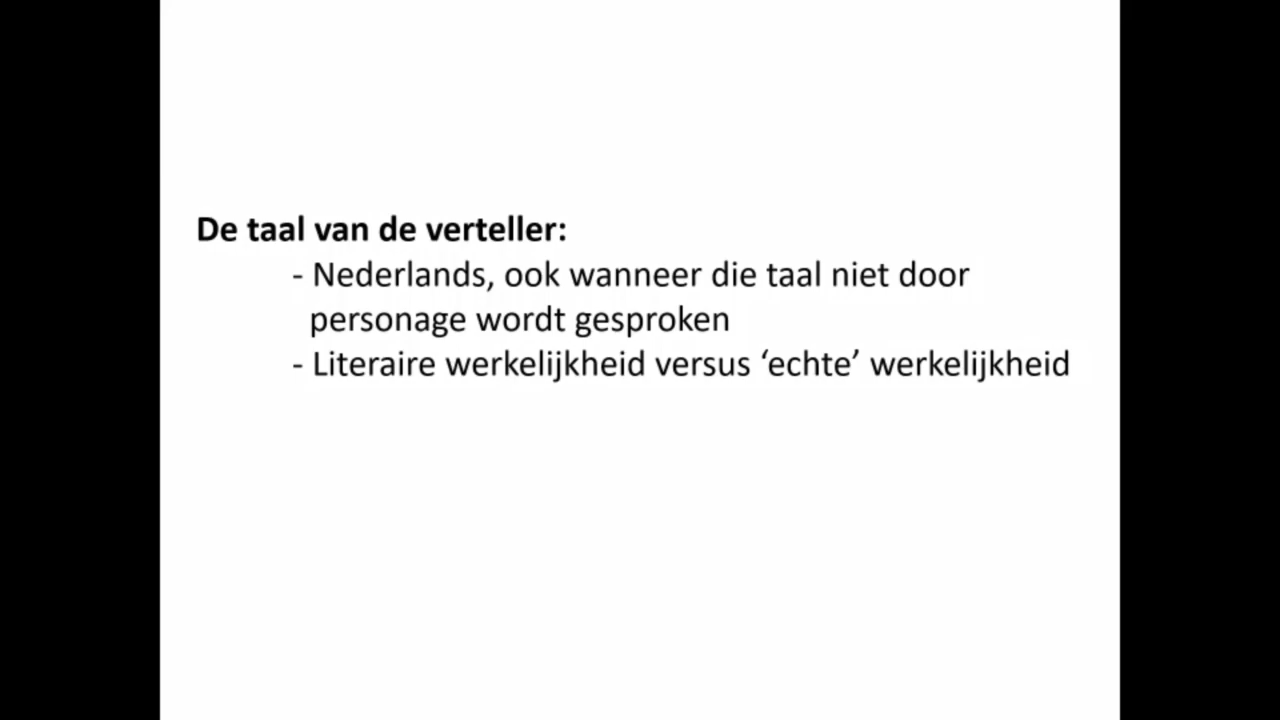 De taal van de verteller:
- Nederlands, ook wanneer die taal niet door
personage wordt gesproken
- Literaire werkelijkheid versus ‘echte’ werkelijkheid